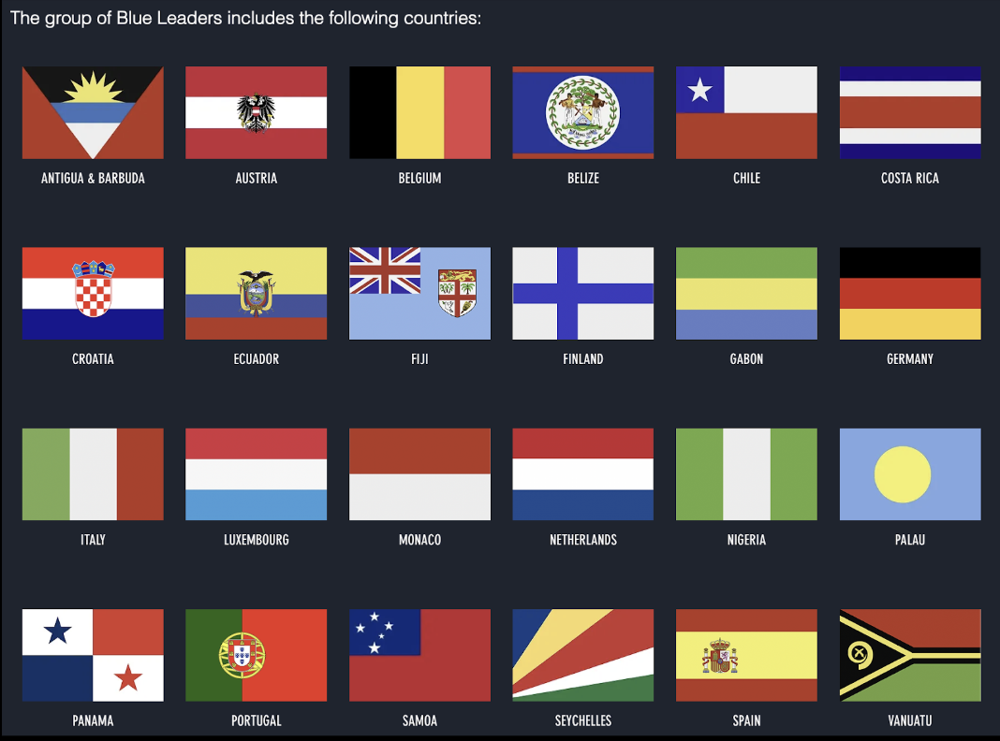 The group of Blue Leaders includes the following countries:
ANTIGUA & BARBUDA AUSTRIA BELGIUM BELIZE CHILE COSTA RICA
CROATIA ECUADOR FIJI FINLAND GABON GERMANY
ITALY LUXEMBOURG MONACO NETHERLANDS NIGERIA PALAU
PANAMA PORTUGAL SAMOA SEYCHELLES SPAIN VANUATU